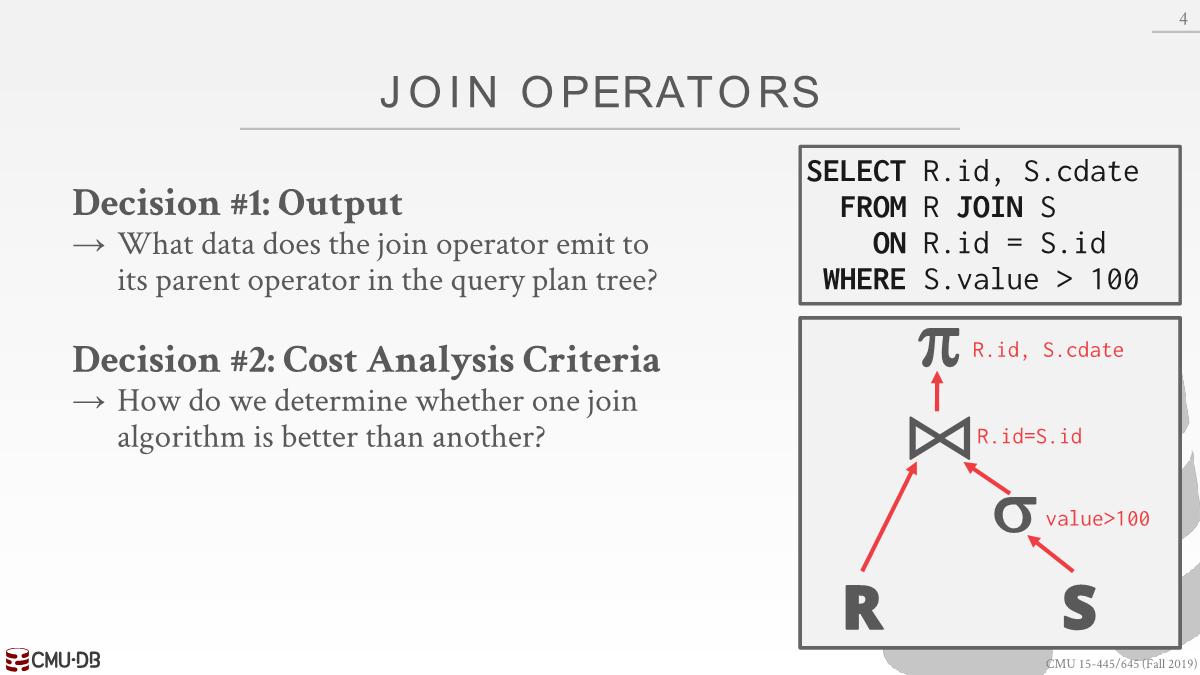 4
JOIN OPERATORS
Decision #1: Output
→ What data does the join operator emit to
its parent operator in the query plan tree?
Decision #2: Cost Analysis Criteria
→ How do we determine whether one join
algorithm is better than another?
SELECT R.id, S.cdate
FROM R JOIN S
ON R.id = S.id
WHERE S.value > 100
π R.id, S.cdate
⋈ R.id=S.id
σ value>100
R S
CMU·DB
CMU 15-445/645 (Fall 2019)